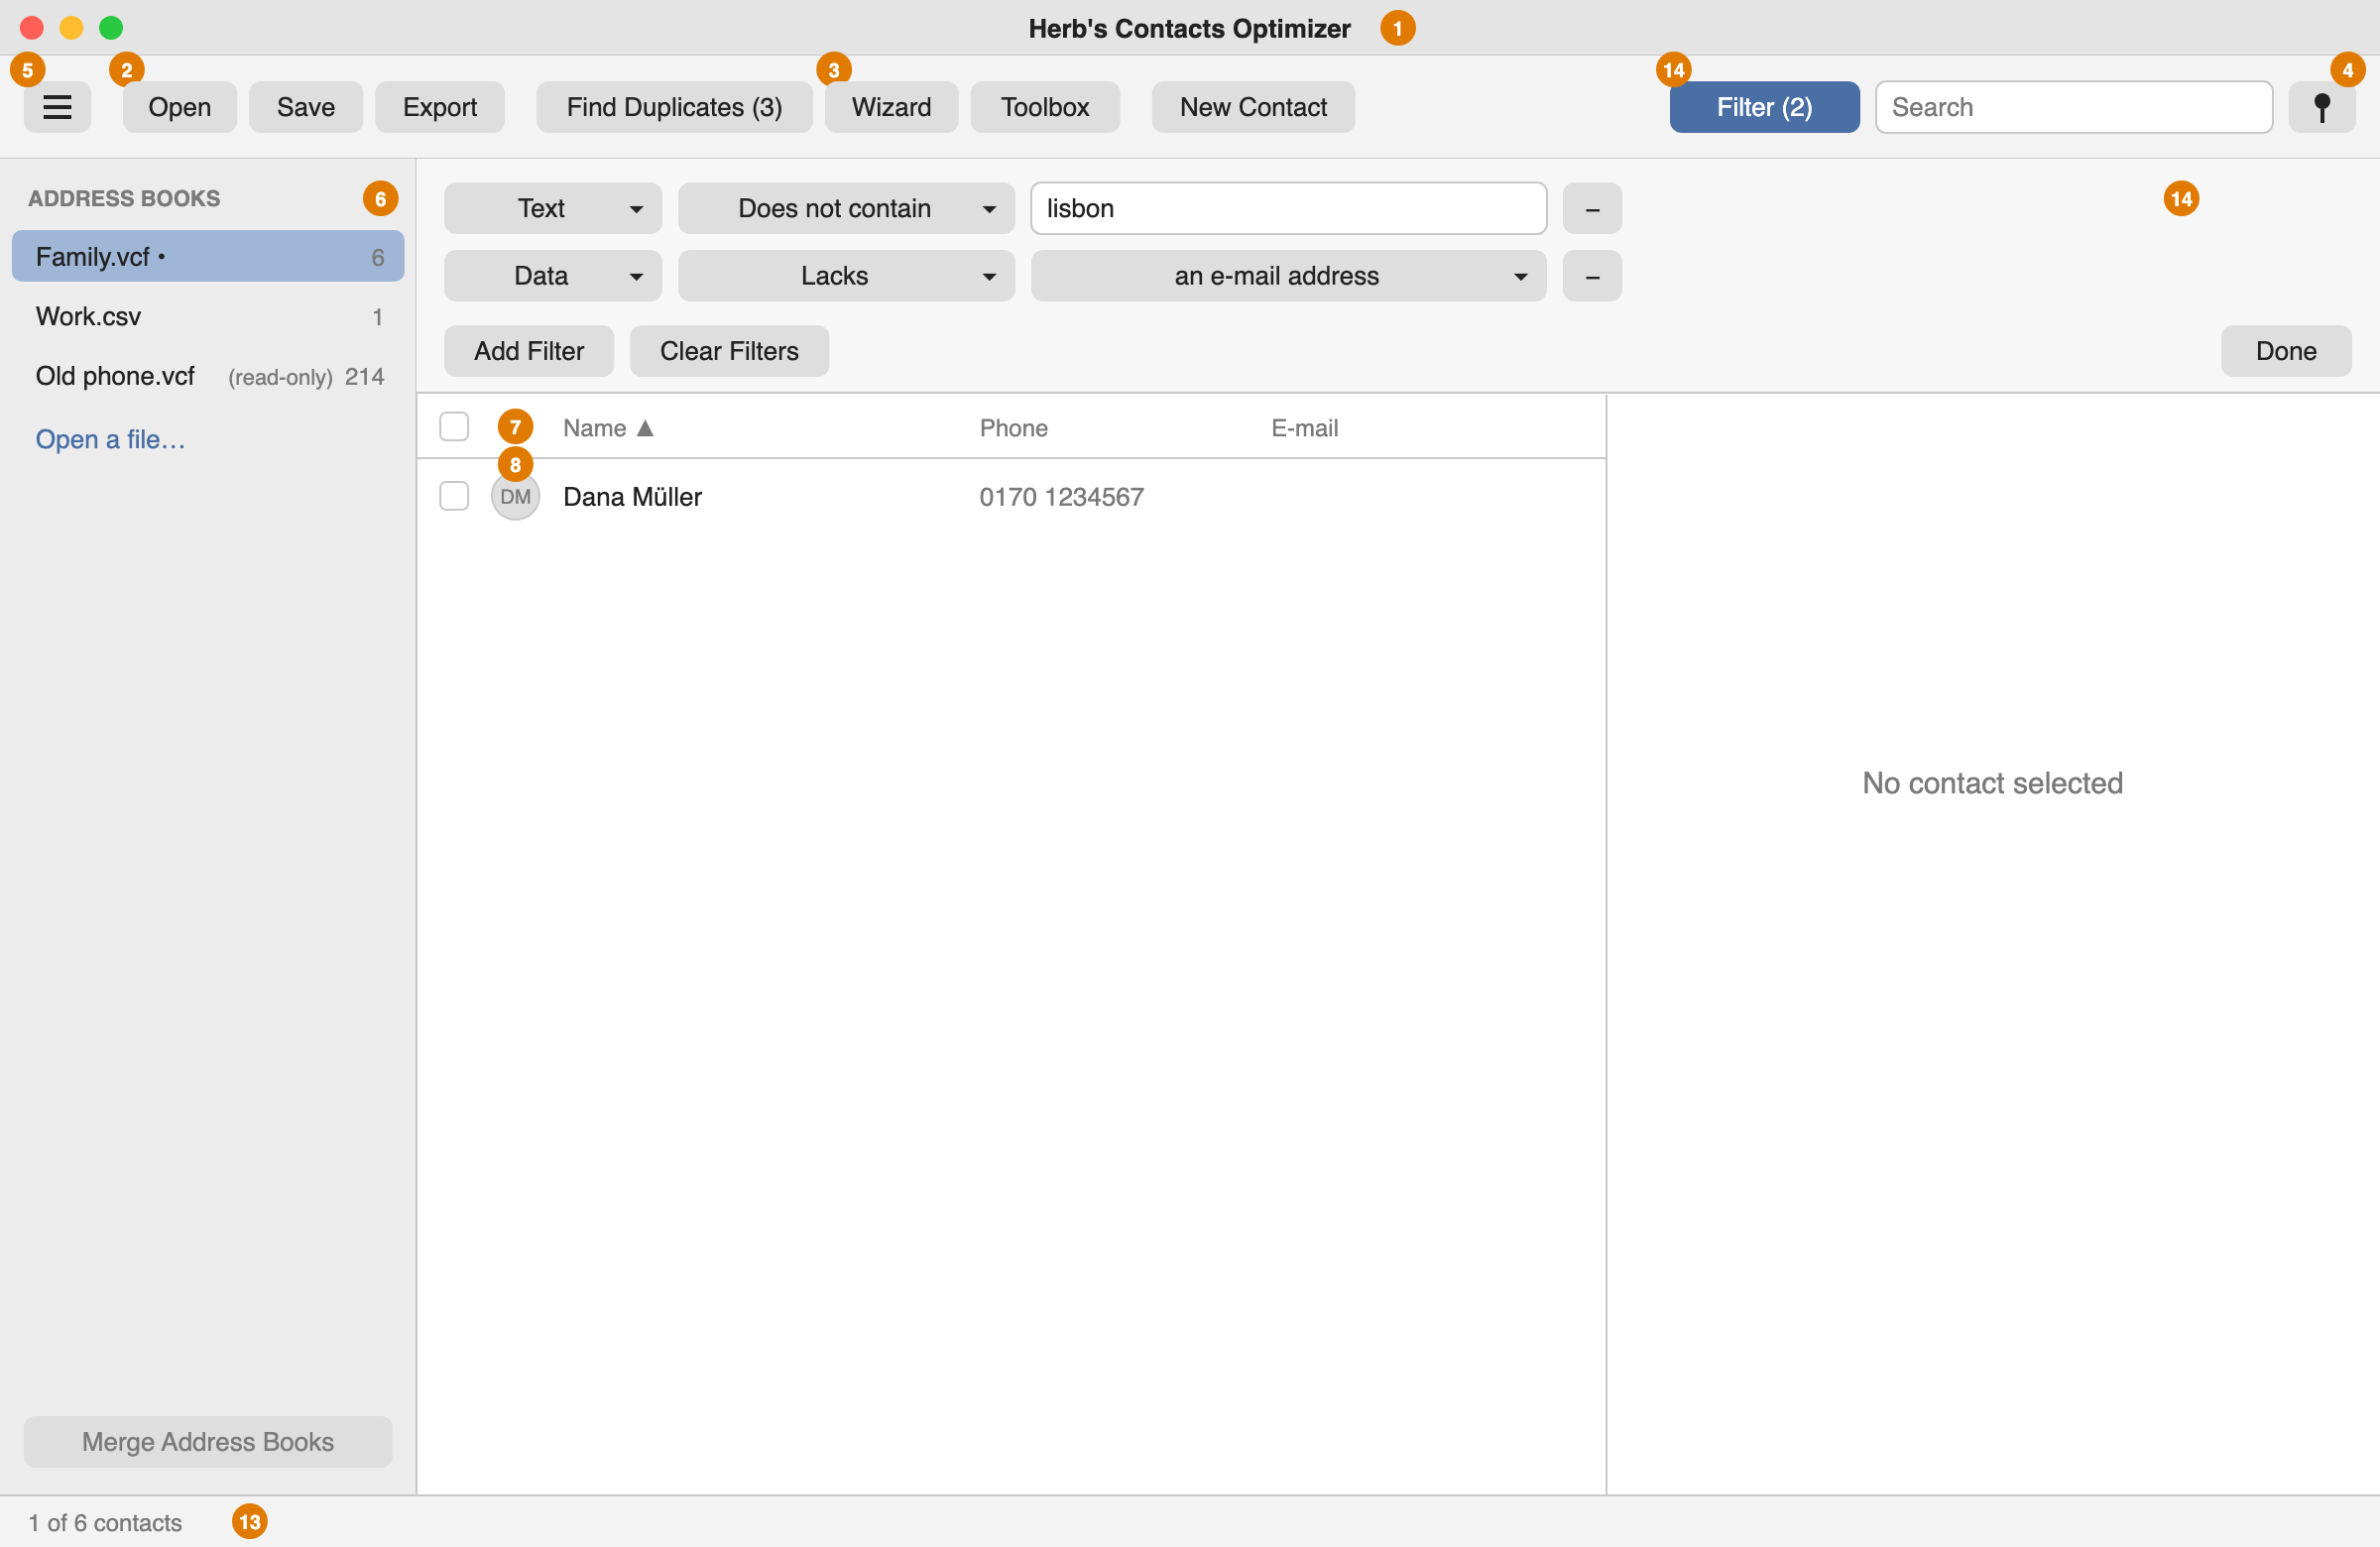 Herb's Contacts Optimizer 1
5 2 3 14 4
Open Save Export Find Duplicates (3) Wizard Toolbox New Contact Filter (2) Search
ADDRESS BOOKS 6
Family.vcf • 6
Work.csv 1
Old phone.vcf (read-only) 214
Open a file…
Text Does not contain lisbon – 14
Data Lacks an e-mail address –
Add Filter Clear Filters Done
7 Name ▲ Phone E-mail
8
DM Dana Müller 0170 1234567
No contact selected
Merge Address Books
1 of 6 contacts 13